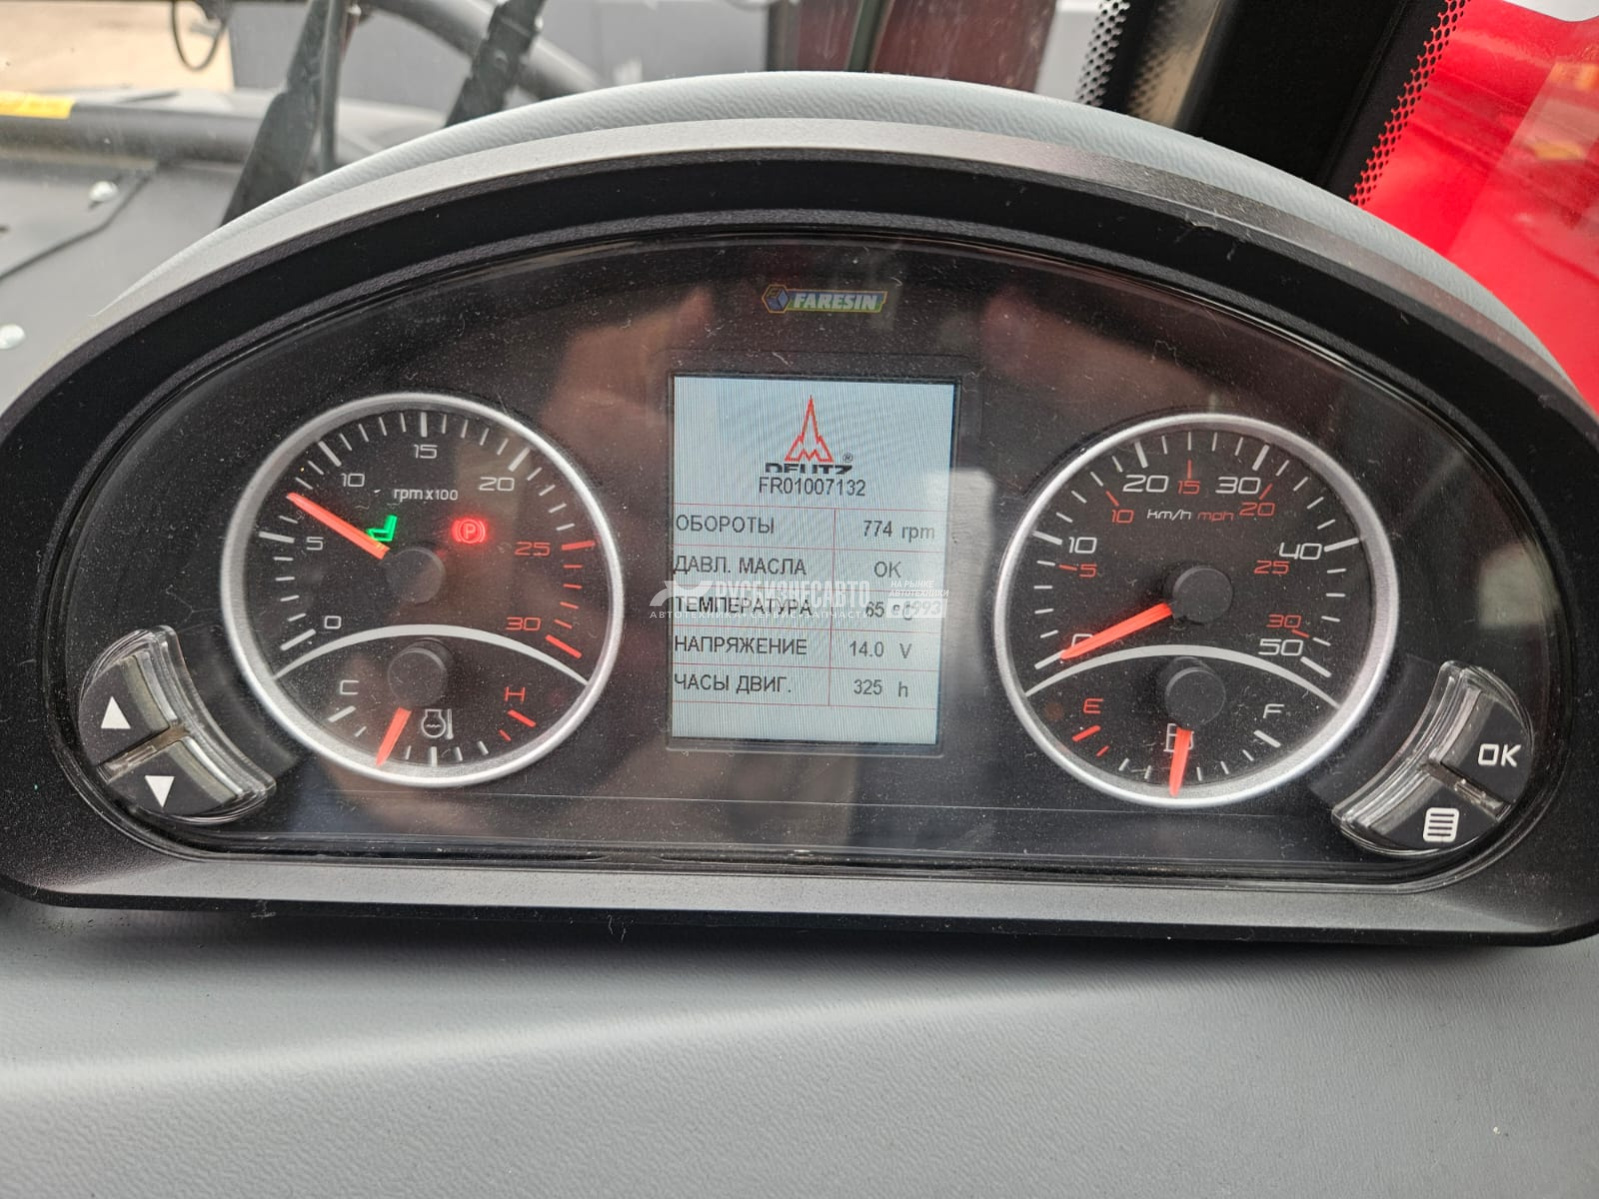 FARESIN
15
10
20
rpm x100
5
25
0
30
C
H
DEUTZ®
FR01007132
ОБОРОТЫ 774 rpm
ДАВЛ. МАСЛА OK
ТЕМПЕРАТУРА 65 °C
НАПРЯЖЕНИЕ 14.0 V
ЧАСЫ ДВИГ. 325 h
РУСБИЗНЕСАВТО
20 15 30
10 km/h mph 20
10 40
5 25
0 30
50
E F
OK